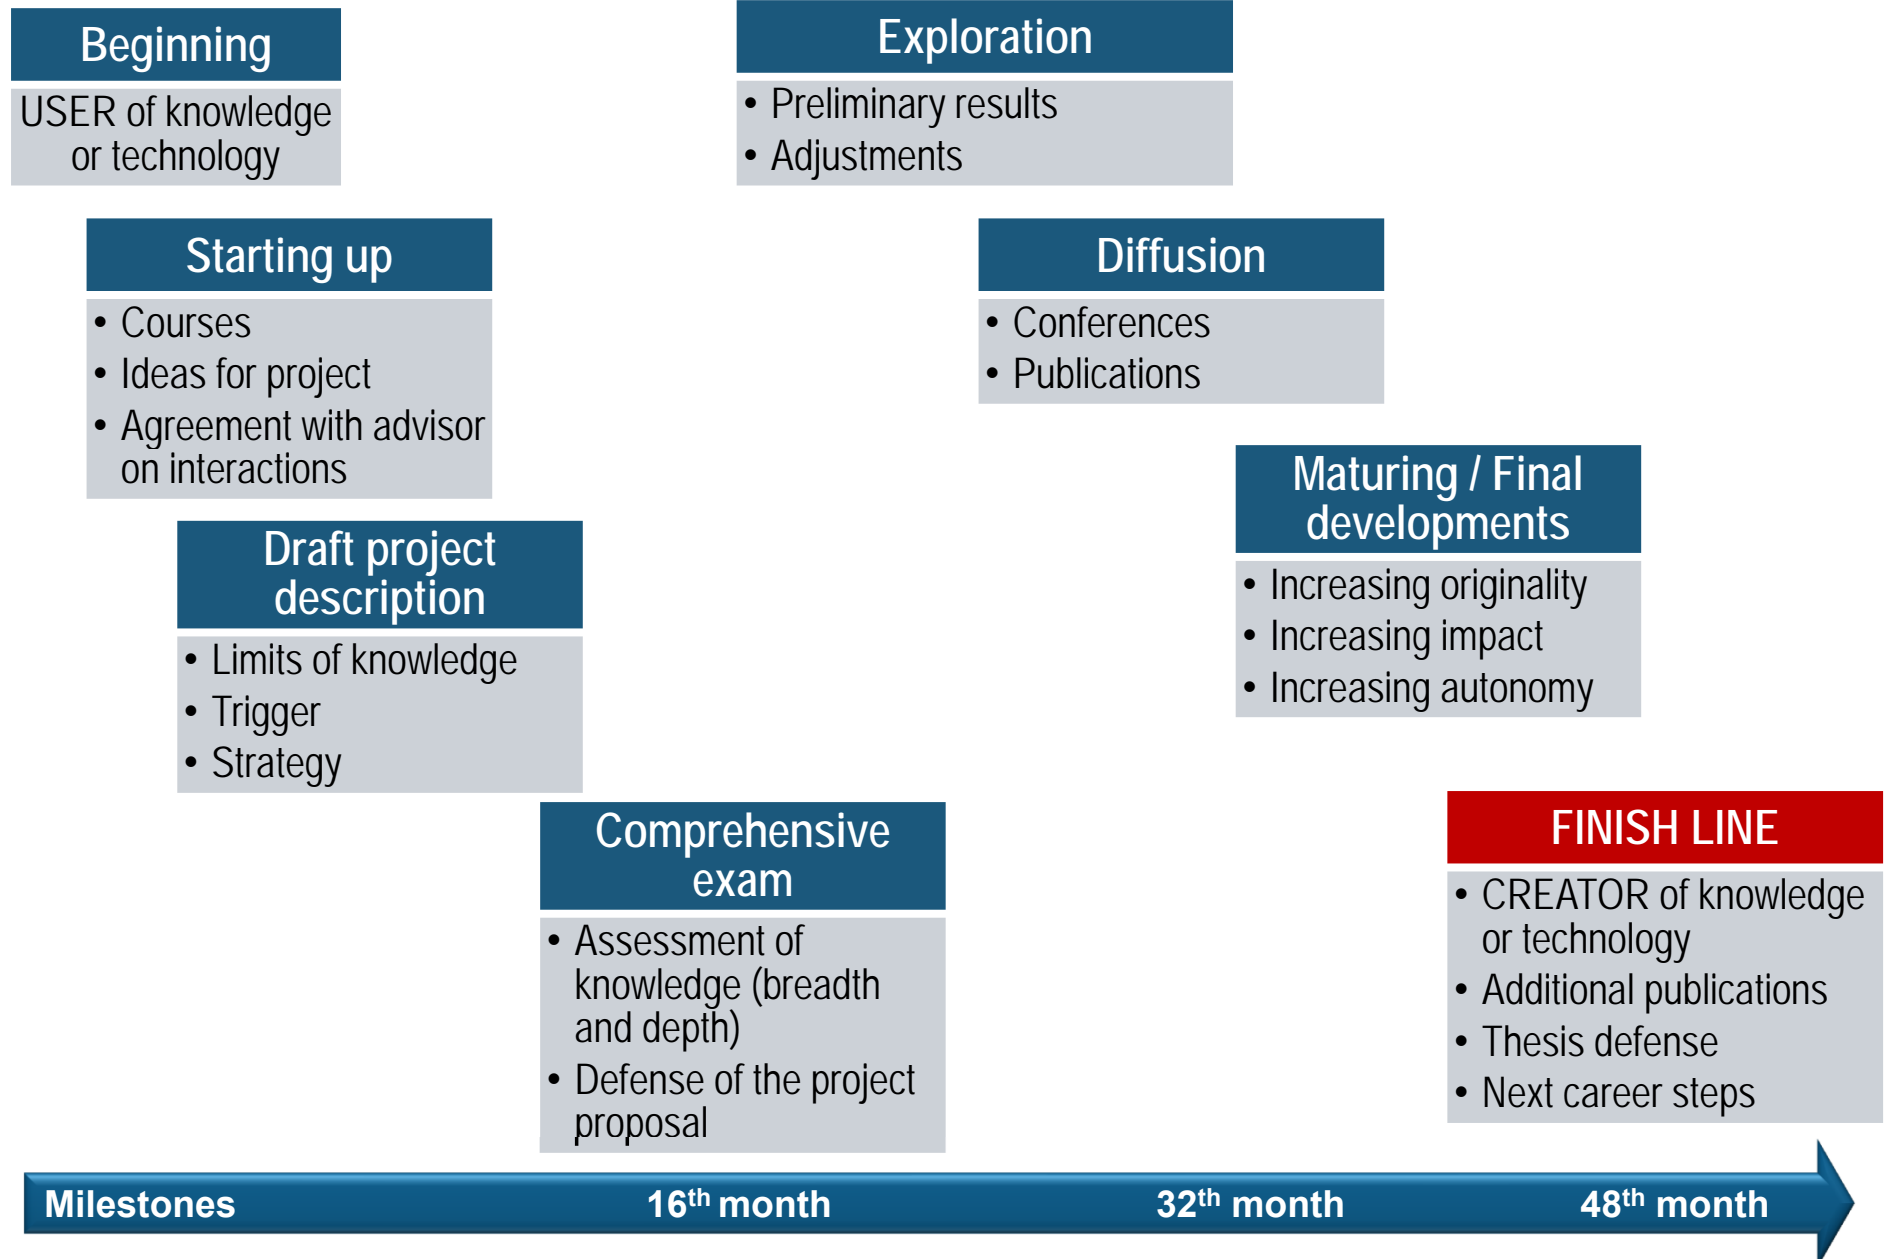 Beginning
USER of knowledge
or technology
Starting up
• Courses
• Ideas for project
• Agreement with advisor
on interactions
Draft project
description
• Limits of knowledge
• Trigger
• Strategy
Comprehensive
exam
• Assessment of
knowledge (breadth
and depth)
• Defense of the project
proposal
Exploration
• Preliminary results
• Adjustments
Diffusion
• Conferences
• Publications
Maturing / Final
developments
• Increasing originality
• Increasing impact
• Increasing autonomy
FINISH LINE
• CREATOR of knowledge
or technology
• Additional publications
• Thesis defense
• Next career steps
Milestones 16th month 32th month 48th month